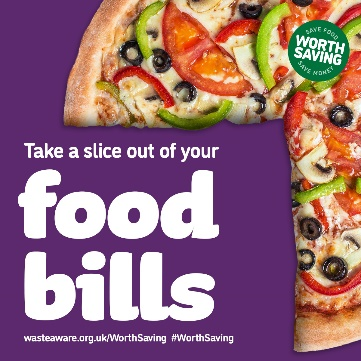 SAVE FOOD
WORTH
SAVING
SAVE MONEY
Take a slice out of your
food
bills
wasteaware.org.uk/WorthSaving #WorthSaving